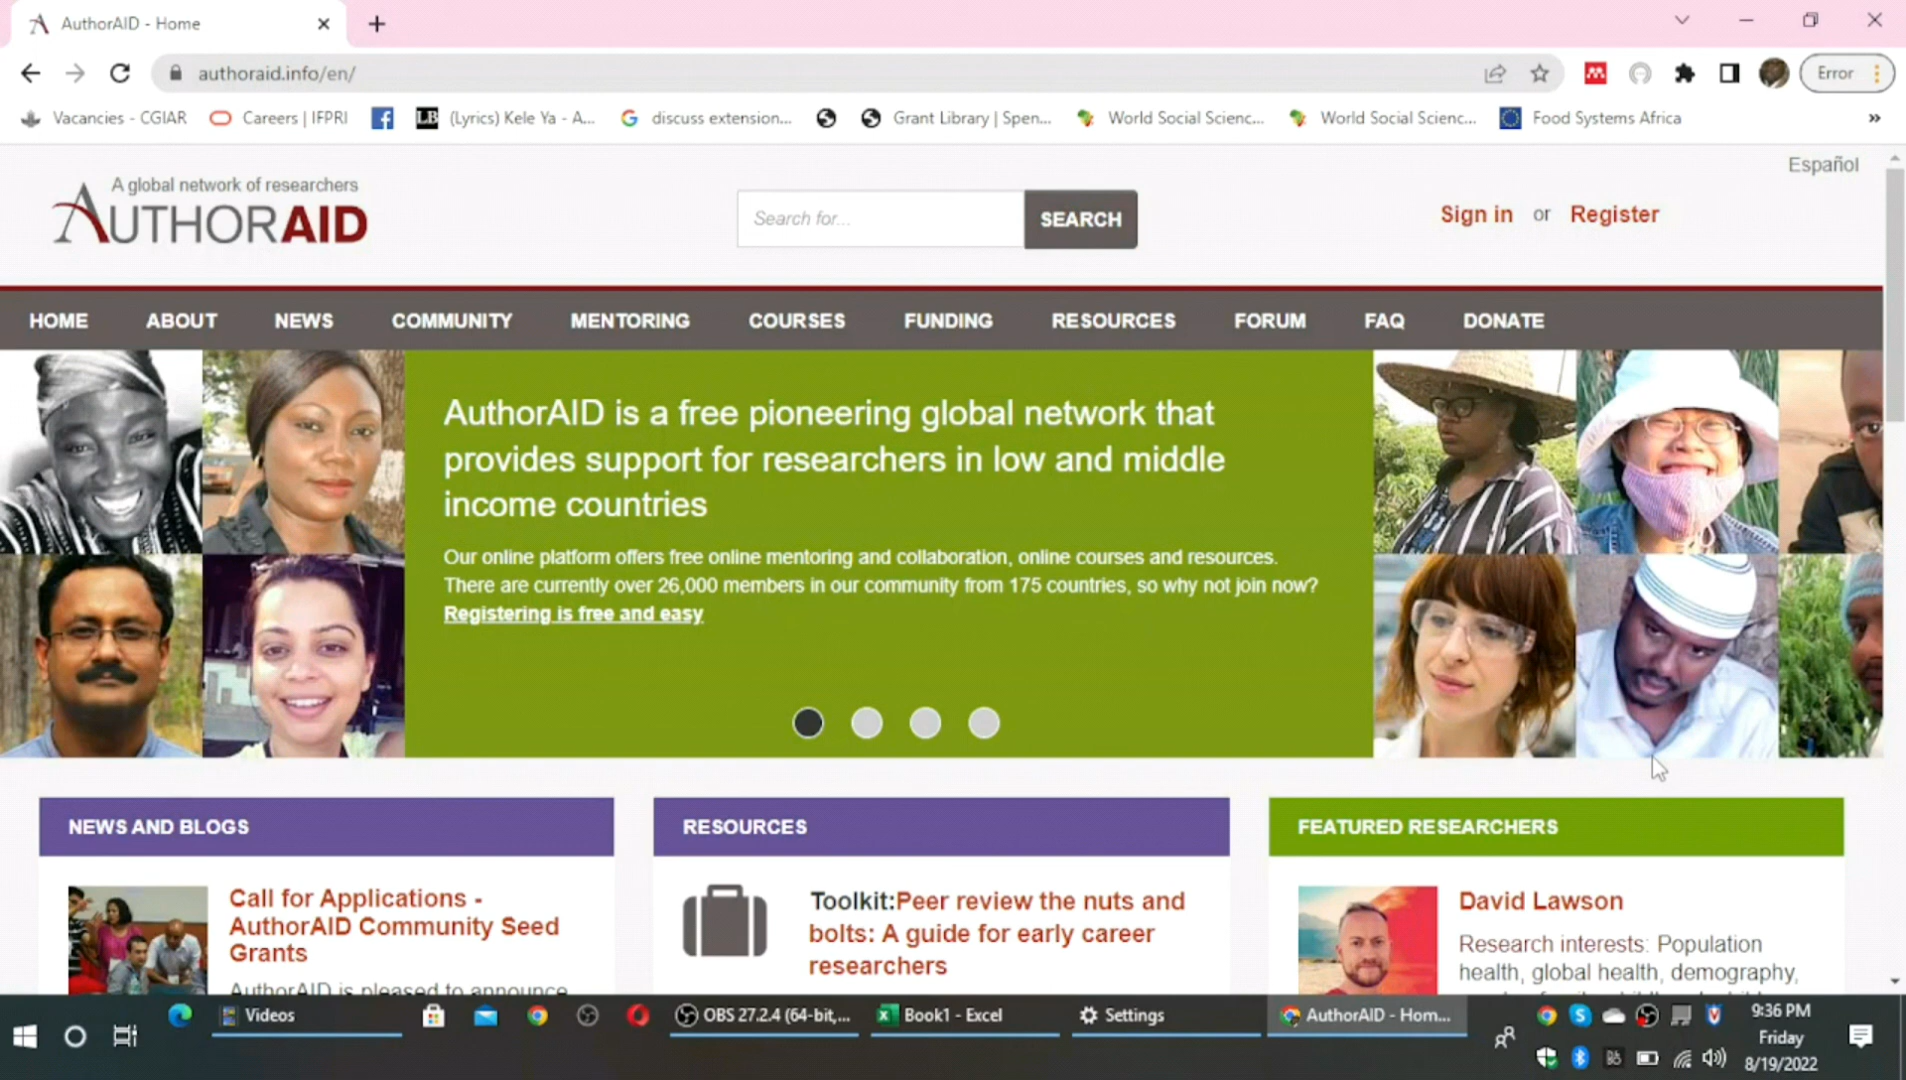 AuthorAID - Home
authoraid.info/en/
Error
Vacancies - CGIAR
Careers | IFPRI
LB
(Lyrics) Kele Ya - A...
discuss extension...
Grant Library | Spen...
World Social Scienc...
World Social Scienc...
Food Systems Africa
»
Español
A global network of researchers
AUTHORAID
Search for...
SEARCH
Sign in or Register
HOME
ABOUT
NEWS
COMMUNITY
MENTORING
COURSES
FUNDING
RESOURCES
FORUM
FAQ
DONATE
AuthorAID is a free pioneering global network that
provides support for researchers in low and middle
income countries
Our online platform offers free online mentoring and collaboration, online courses and resources.
There are currently over 26,000 members in our community from 175 countries, so why not join now?
Registering is free and easy
NEWS AND BLOGS
Call for Applications -
AuthorAID Community Seed
Grants
AuthorAID is pleased to announce
RESOURCES
Toolkit:Peer review the nuts and
bolts: A guide for early career
researchers
FEATURED RESEARCHERS
David Lawson
Research interests: Population
health, global health, demography,
Videos
OBS 27.2.4 (64-bit,...
Book1 - Excel
Settings
AuthorAID - Hom...
9:36 PM
Friday
8/19/2022